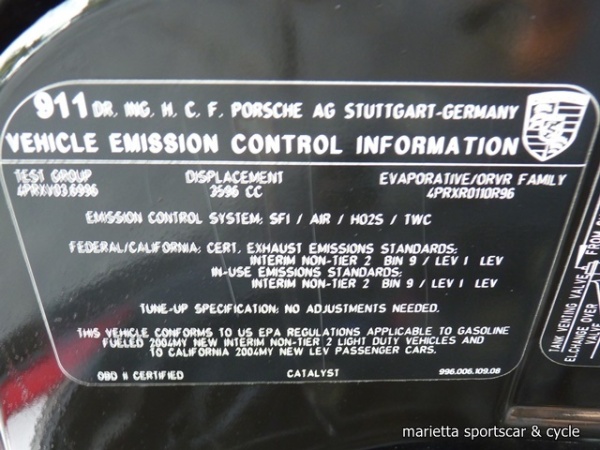 911 DR. ING. H. C. F. PORSCHE AG STUTTGART-GERMANY
VEHICLE EMISSION CONTROL INFORMATION
TEST GROUP DISPLACEMENT EVAPORATIVE/ORVR FAMILY
4PRXV03.6996 3596 CC 4PRXR0110R96
EMISSION CONTROL SYSTEM: SFI / AIR / HO2S / TWC
FEDERAL/CALIFORNIA: CERT. EXHAUST EMISSIONS STANDARDS:
INTERIM NON-TIER 2 BIN 9 / LEV I LEV
IN-USE EMISSIONS STANDARDS:
INTERIM NON-TIER 2 BIN 9 / LEV I LEV
TUNE-UP SPECIFICATION: NO ADJUSTMENTS NEEDED.
THIS VEHICLE CONFORMS TO US EPA REGULATIONS APPLICABLE TO GASOLINE
FUELED 2004MY NEW INTERIM NON-TIER 2 LIGHT DUTY VEHICLES AND
TO CALIFORNIA 2004MY NEW LEV PASSENGER CARS.
OBD II CERTIFIED CATALYST 996.006.109.08
TANK VENTING VALVE
CHANGE OVER
VALVE
FROM
marietta sportscar & cycle